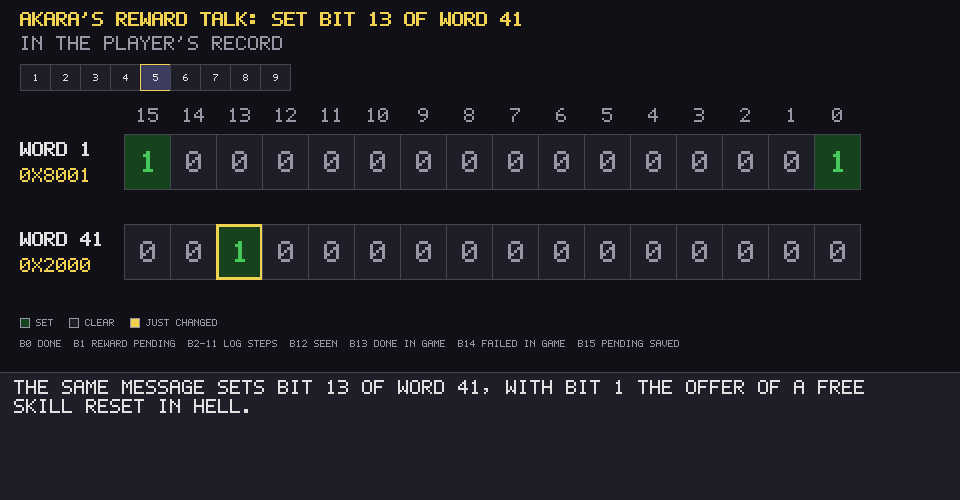 AKARA'S REWARD TALK: SET BIT 13 OF WORD 41
IN THE PLAYER'S RECORD
1 2 3 4 5 6 7 8 9
15 14 13 12 11 10 9 8 7 6 5 4 3 2 1 0
WORD 1
0X8001
1 0 0 0 0 0 0 0 0 0 0 0 0 0 0 1
WORD 41
0X2000
0 0 1 0 0 0 0 0 0 0 0 0 0 0 0 0
SET CLEAR JUST CHANGED
B0 DONE B1 REWARD PENDING B2-11 LOG STEPS B12 SEEN B13 DONE IN GAME B14 FAILED IN GAME B15 PENDING SAVED
THE SAME MESSAGE SETS BIT 13 OF WORD 41, WITH BIT 1 THE OFFER OF A FREE
SKILL RESET IN HELL.